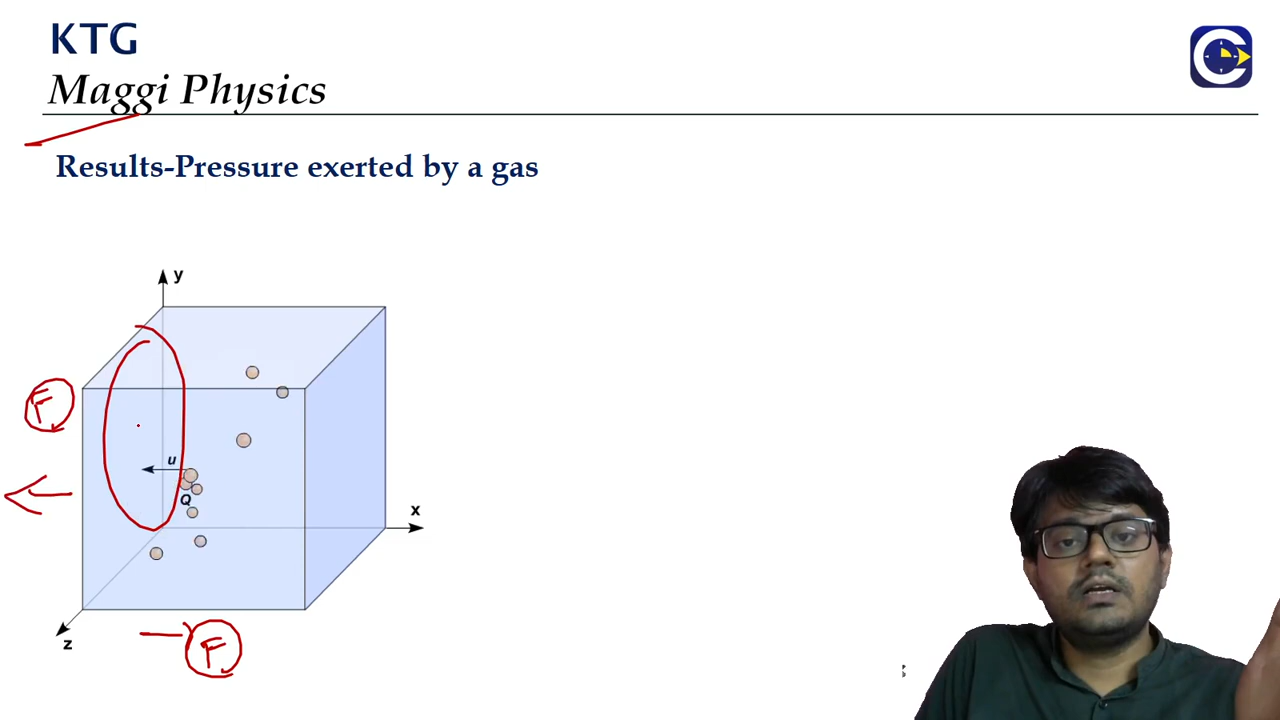 KTG
Maggi Physics
Results-Pressure exerted by a gas
y
F
u
Q
x
z
F